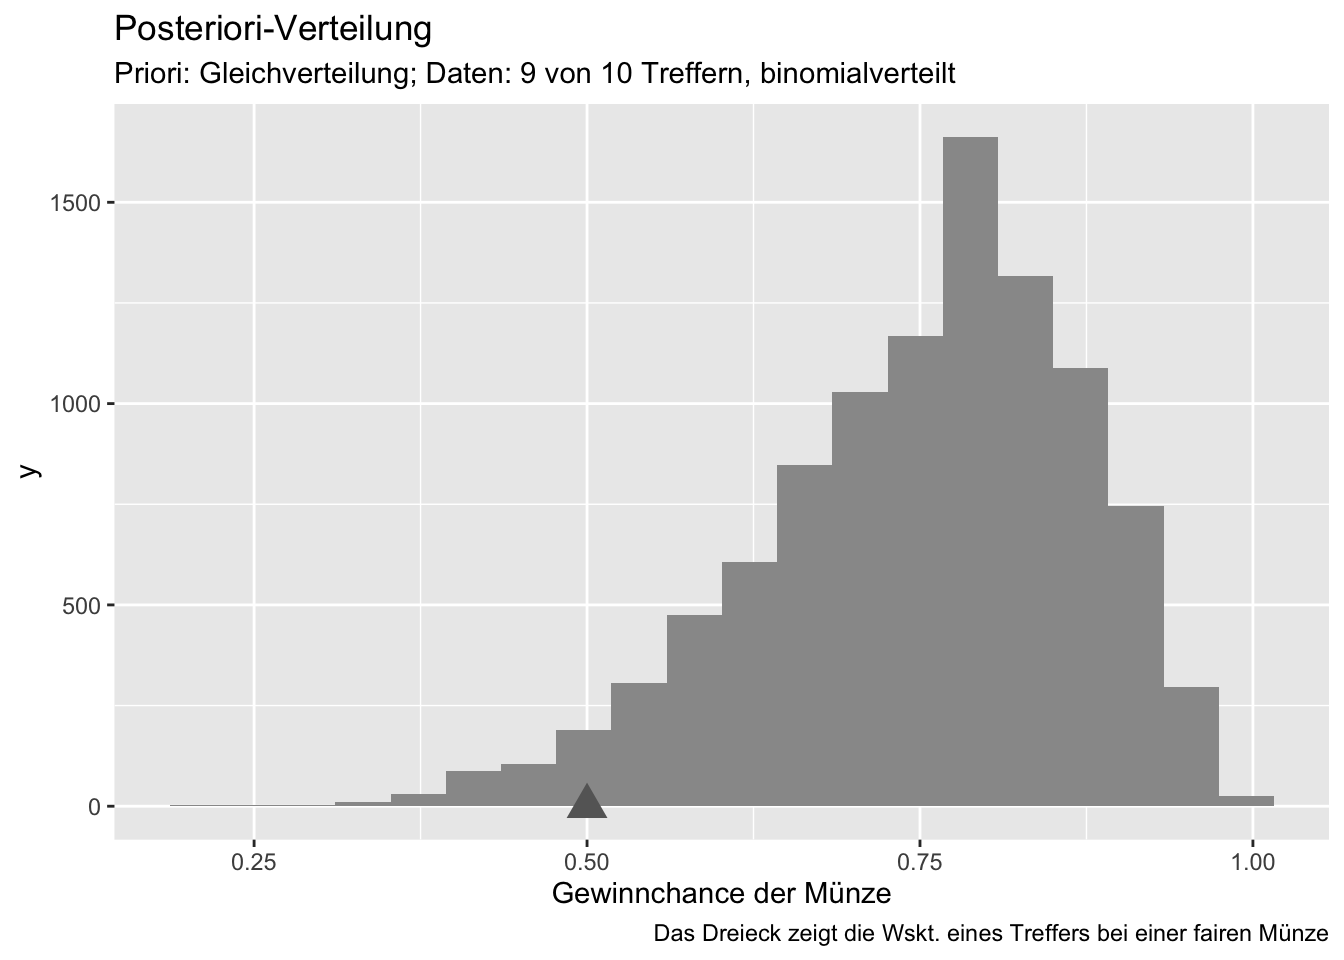 Posteriori-Verteilung
Priori: Gleichverteilung; Daten: 9 von 10 Treffern, binomialverteilt
1500
1000
500
0
y
0.25 0.50 0.75 1.00
Gewinnchance der Münze
Das Dreieck zeigt die Wskt. eines Treffers bei einer fairen Münze